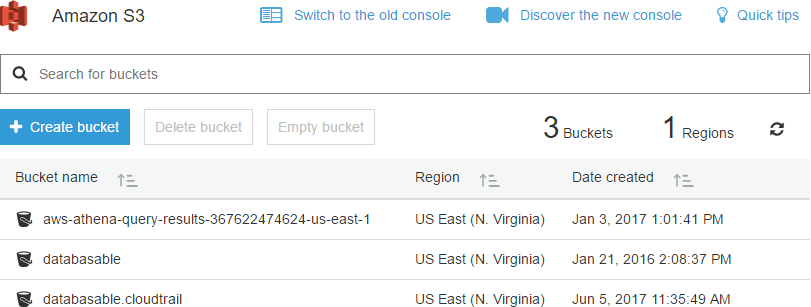 Amazon S3 Switch to the old console Discover the new console Quick tips
Search for buckets
Create bucket Delete bucket Empty bucket 3 Buckets 1 Regions
Bucket name Region Date created
aws-athena-query-results-367622474624-us-east-1 US East (N. Virginia) Jan 3, 2017 1:01:41 PM
databasable US East (N. Virginia) Jan 21, 2016 2:08:37 PM
databasable.cloudtrail US East (N. Virginia) Jun 5, 2017 11:35:49 AM